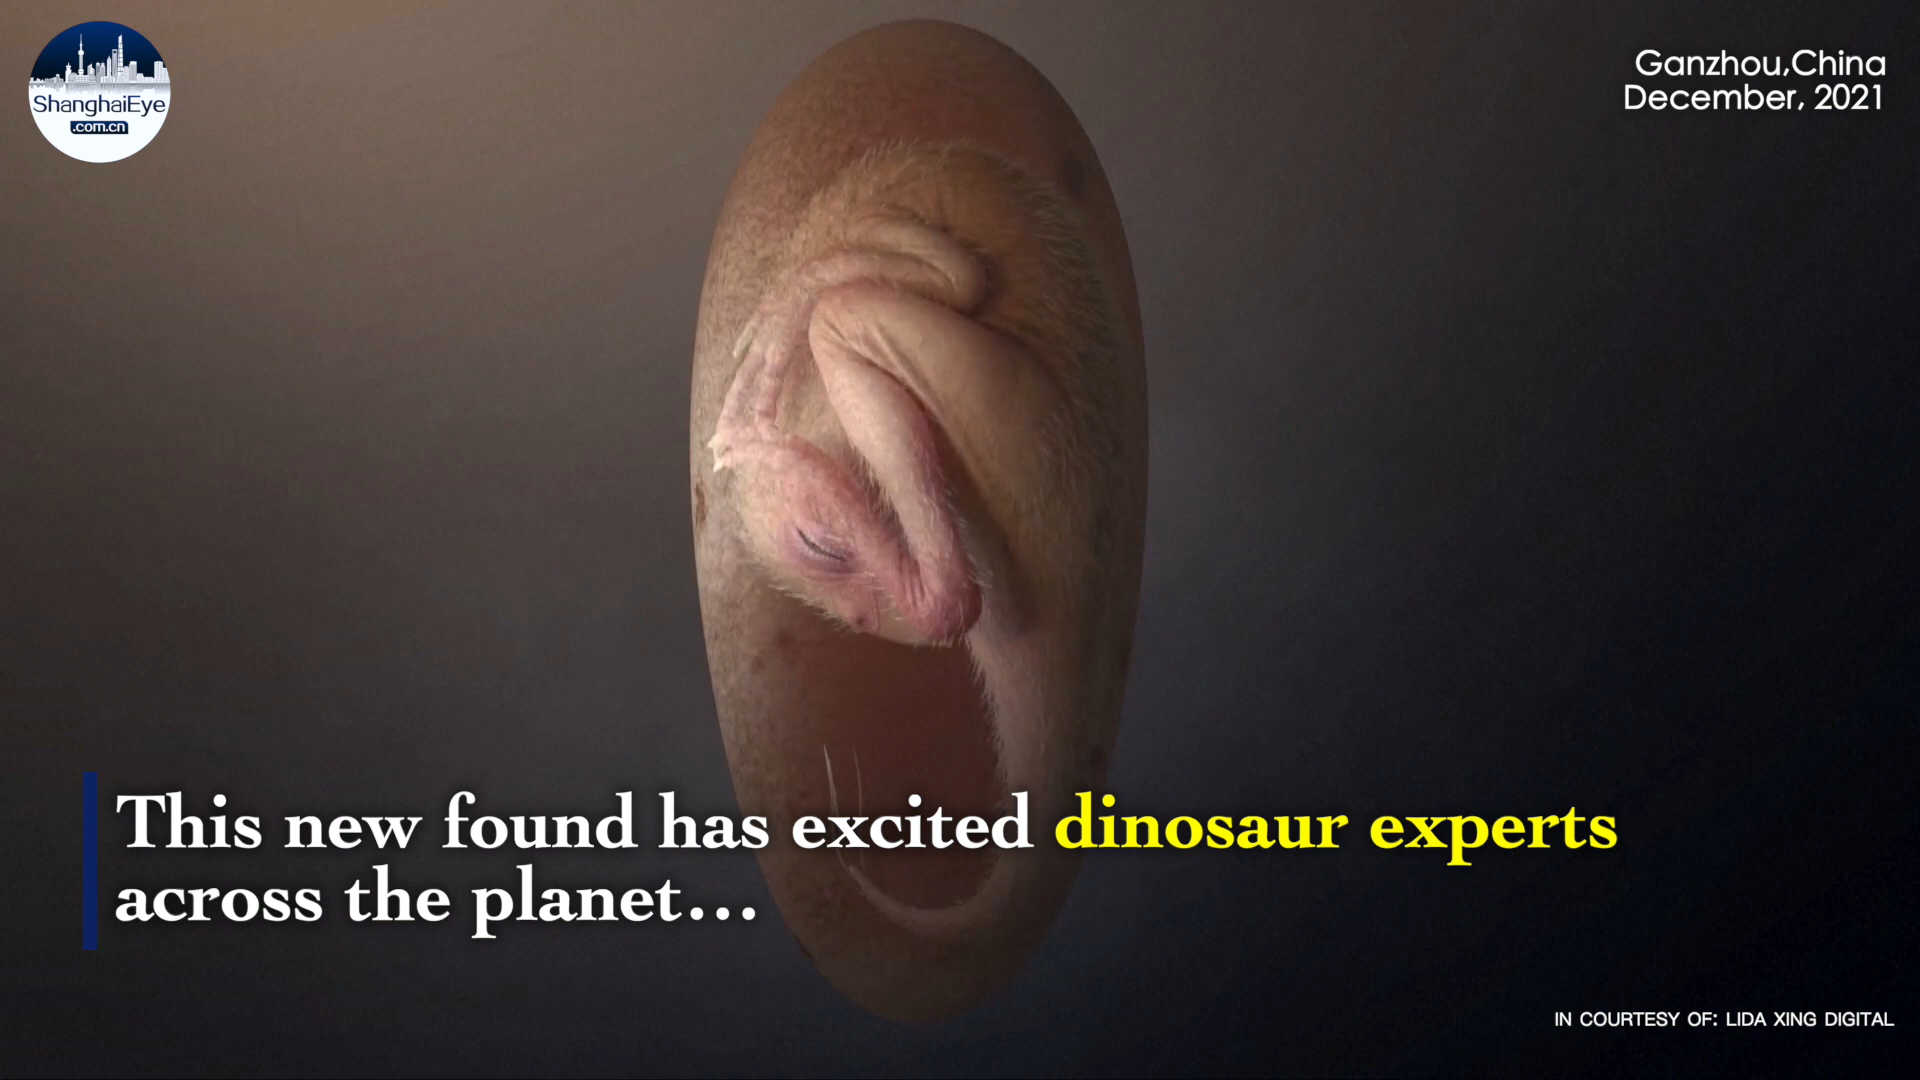 ShanghaiEye
.com.cn
Ganzhou,China
December, 2021
This new found has excited dinosaur experts
across the planet...
IN COURTESY OF: LIDA XING DIGITAL